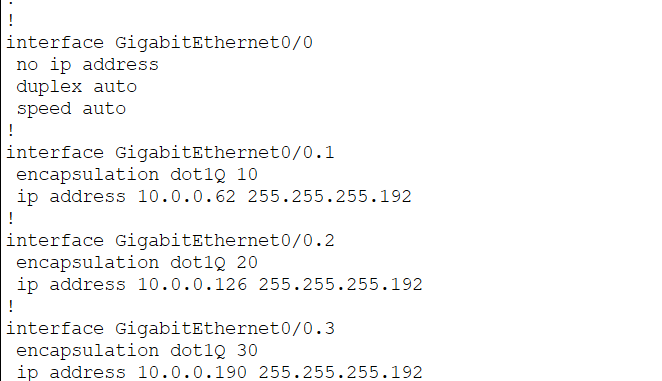 !
interface GigabitEthernet0/0
 no ip address
 duplex auto
 speed auto
!
interface GigabitEthernet0/0.1
 encapsulation dot1Q 10
 ip address 10.0.0.62 255.255.255.192
!
interface GigabitEthernet0/0.2
 encapsulation dot1Q 20
 ip address 10.0.0.126 255.255.255.192
!
interface GigabitEthernet0/0.3
 encapsulation dot1Q 30
 ip address 10.0.0.190 255.255.255.192